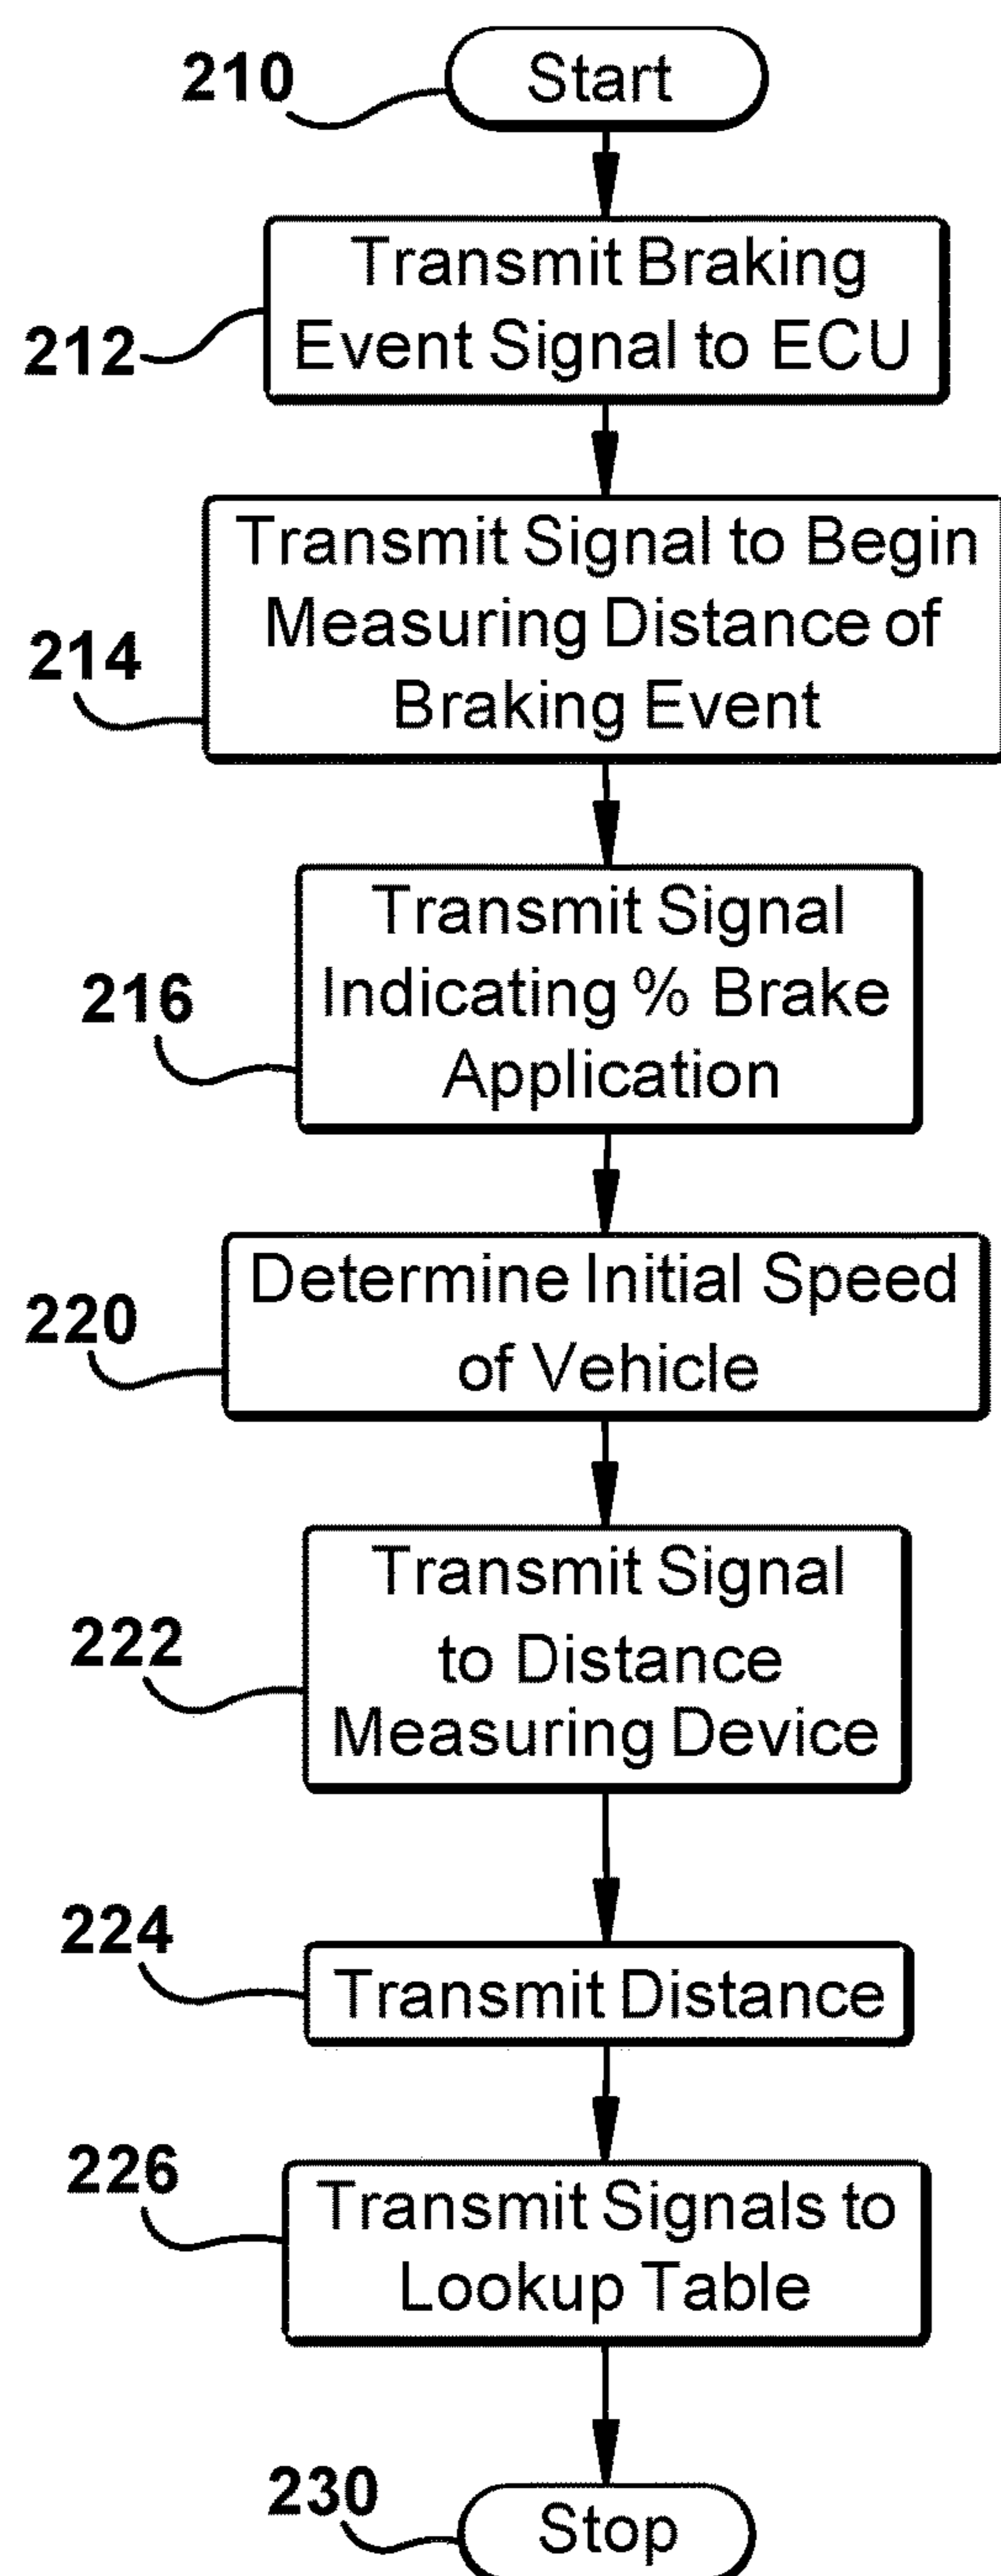 210
Start
212
Transmit Braking
Event Signal to ECU
214
Transmit Signal to Begin
Measuring Distance of
Braking Event
216
Transmit Signal
Indicating % Brake
Application
220
Determine Initial Speed
of Vehicle
222
Transmit Signal
to Distance
Measuring Device
224
Transmit Distance
226
Transmit Signals to
Lookup Table
230
Stop